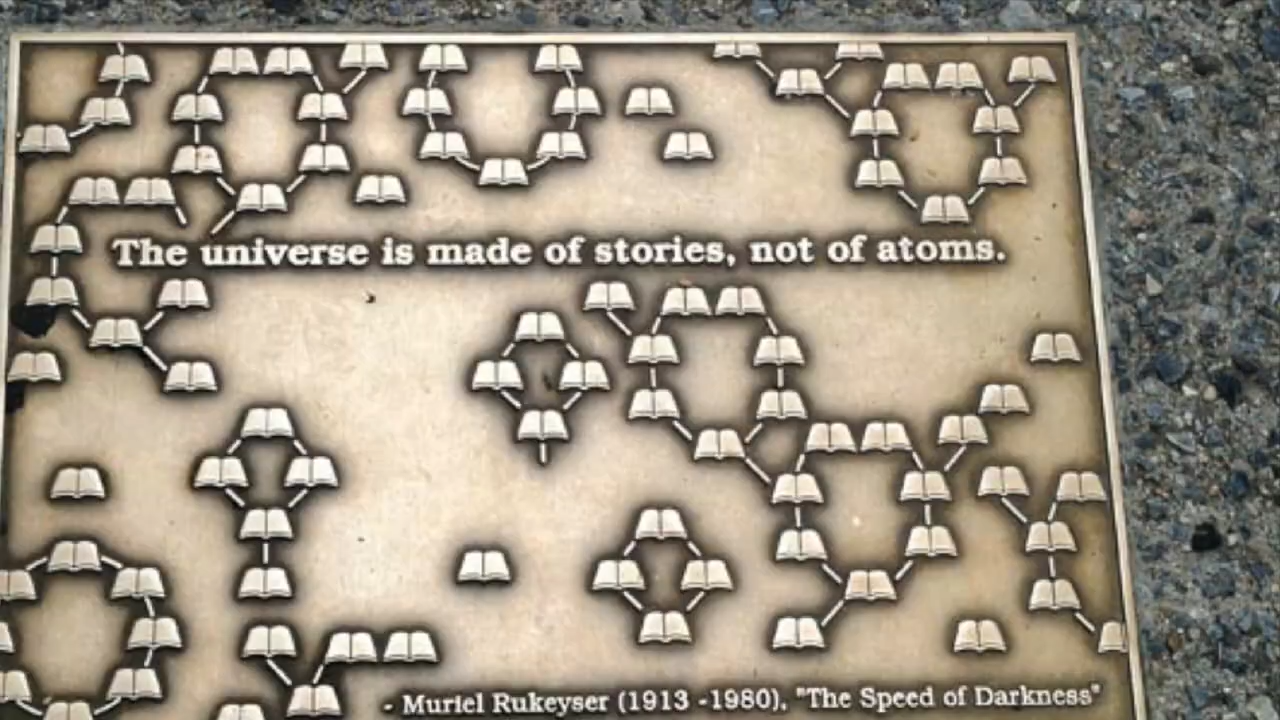 The universe is made of stories, not of atoms.
- Muriel Rukeyser (1913 -1980), "The Speed of Darkness"